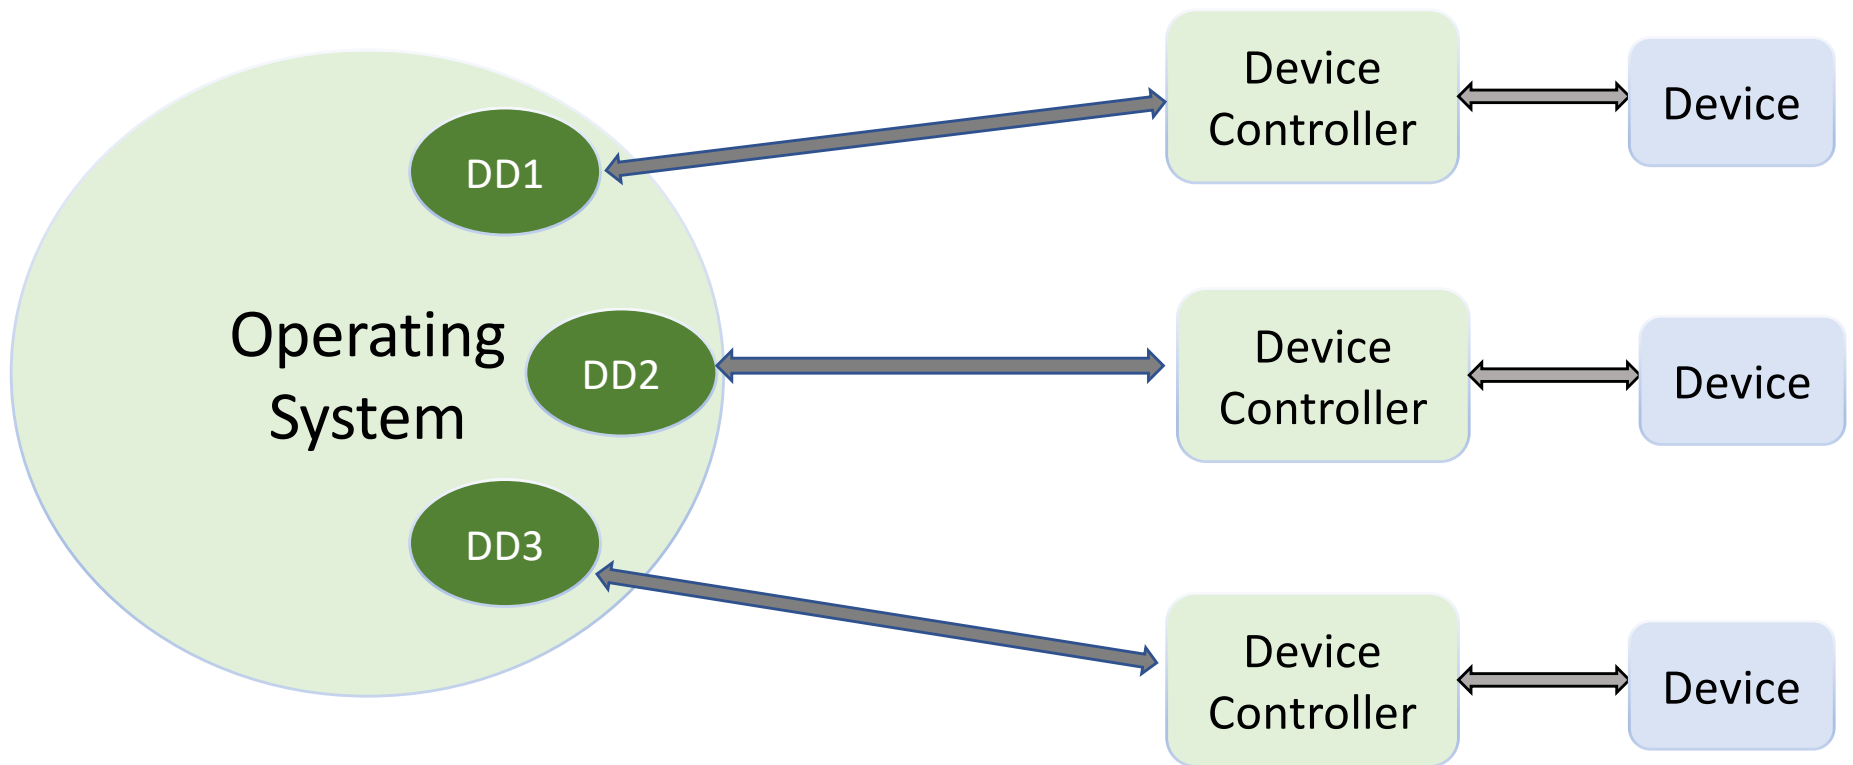 Operating
System
DD1
DD2
DD3
Device
Controller
Device
Device
Controller
Device
Device
Controller
Device